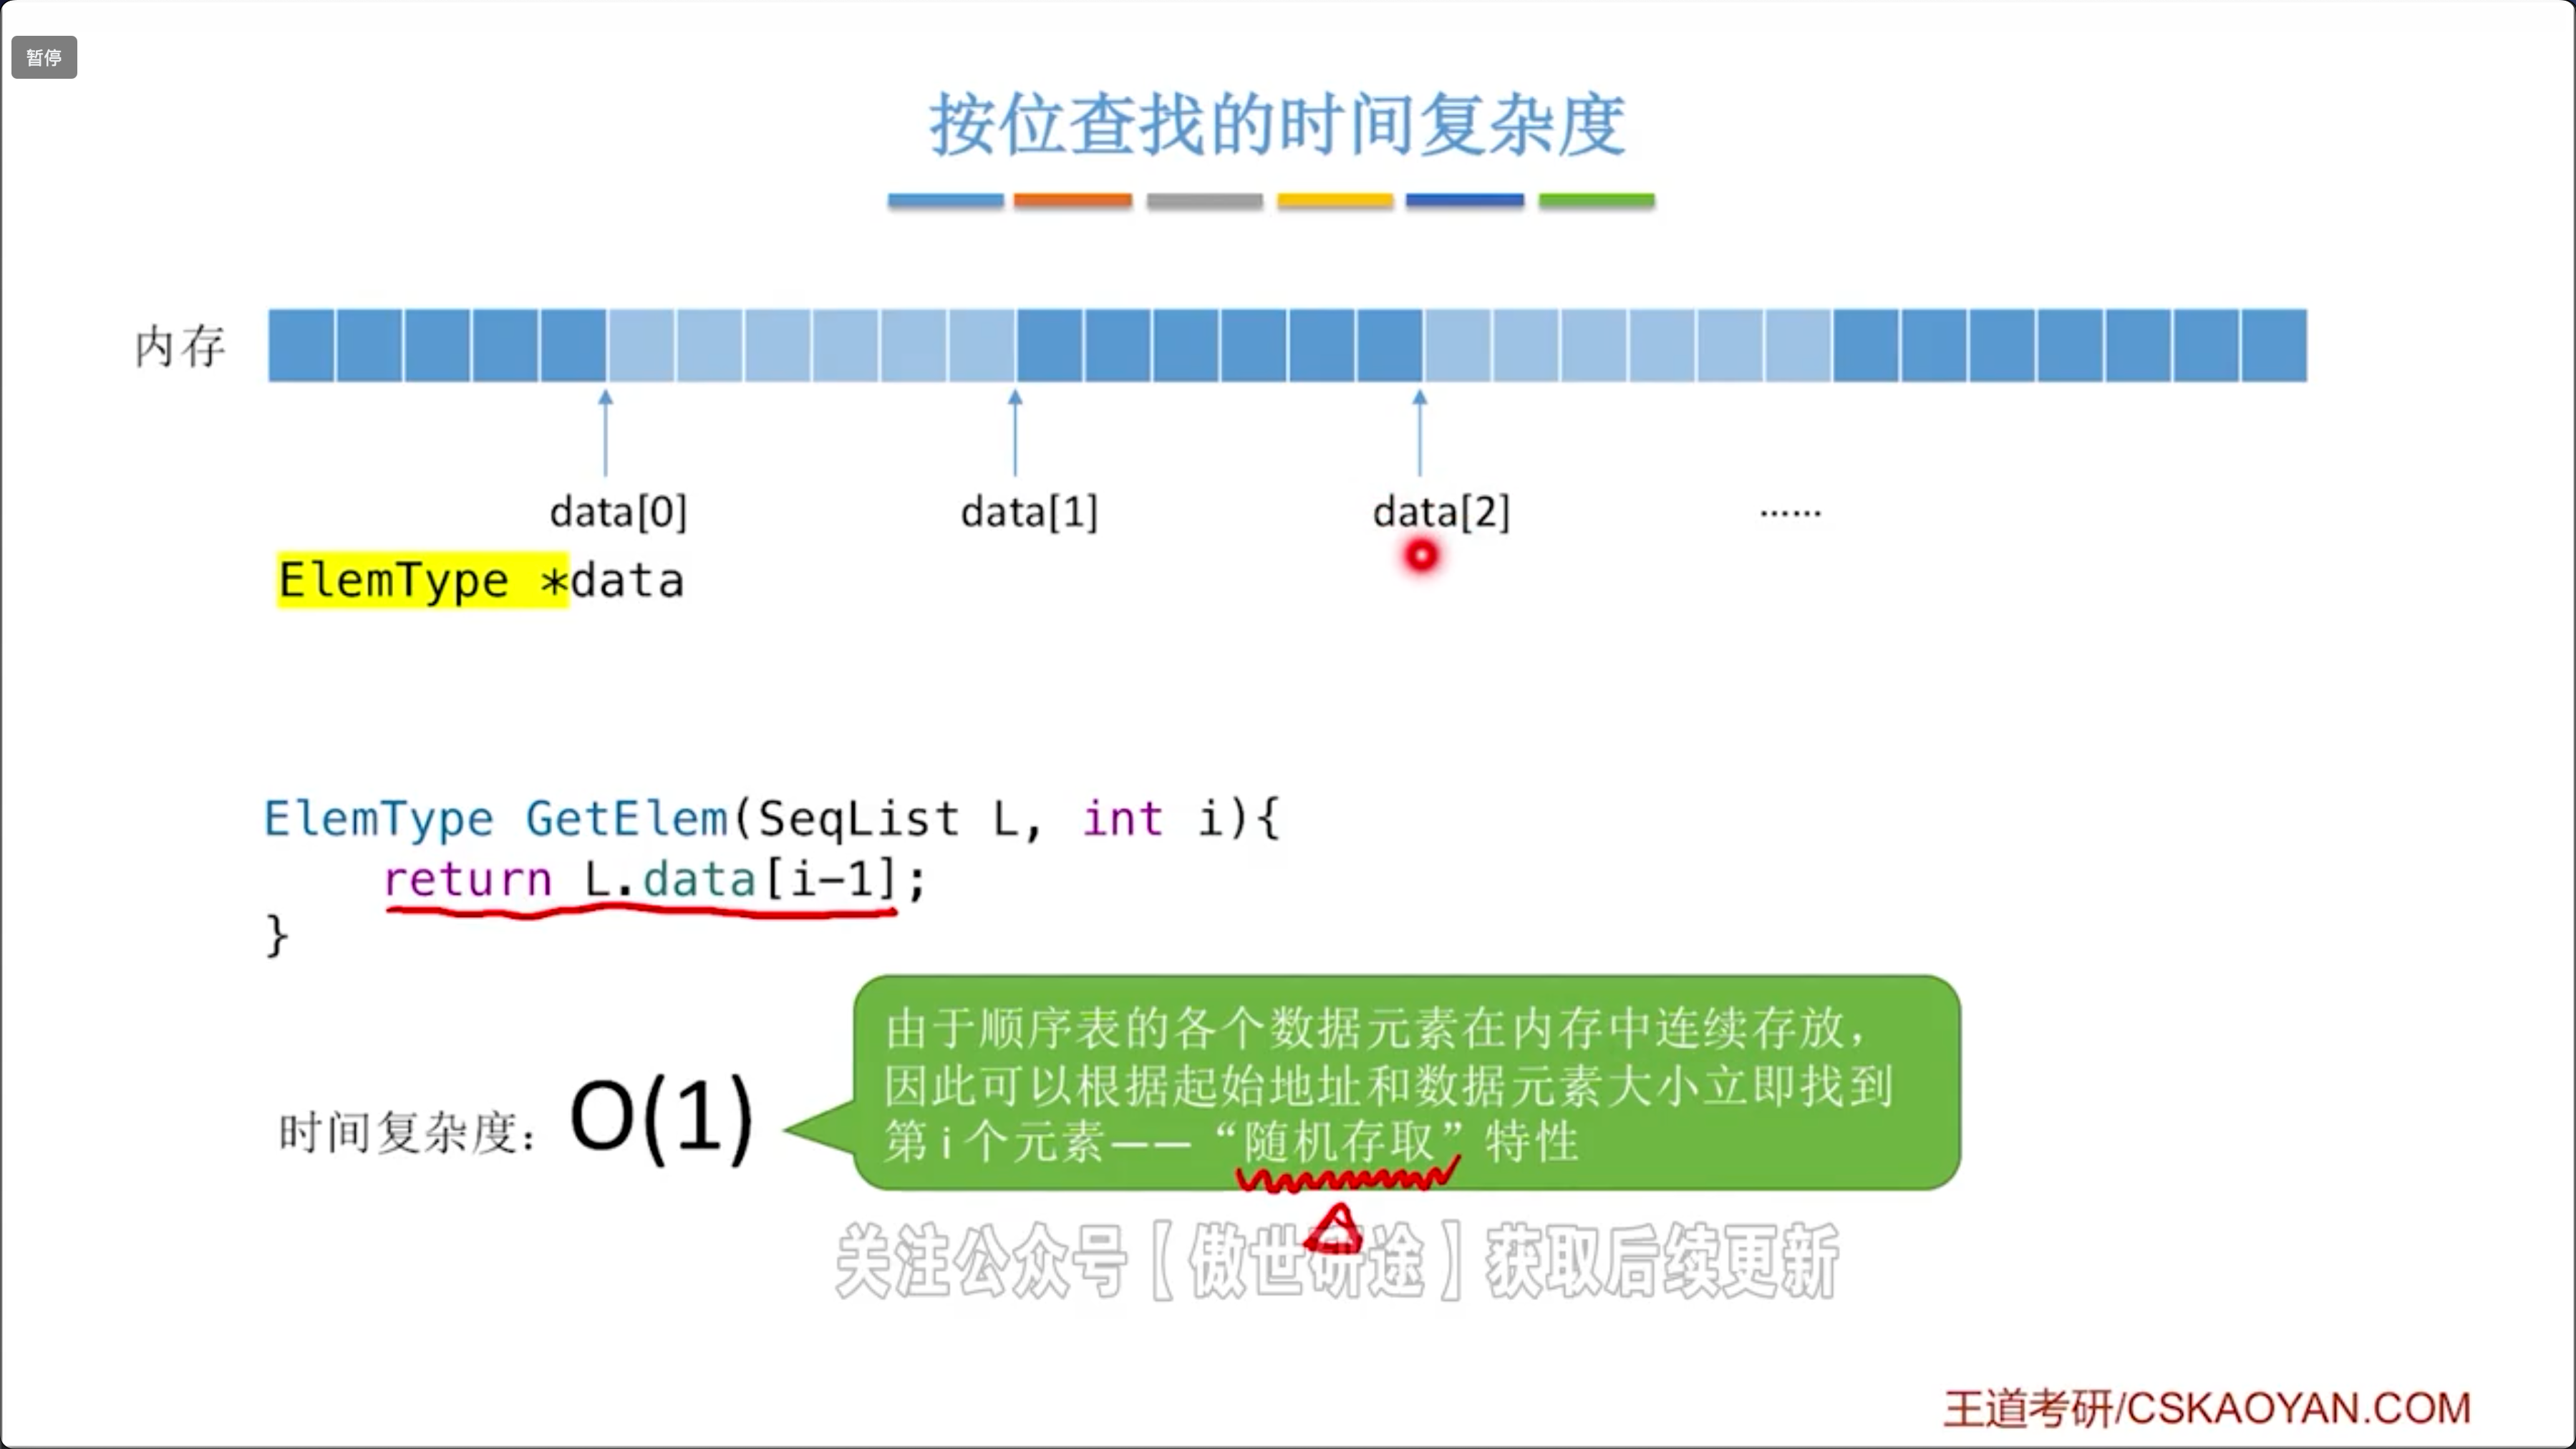 暂停
按位查找的时间复杂度
内存
data[0] data[1] data[2] ……
ElemType *data
ElemType GetElem(SeqList L, int i){
return L.data[i-1];
}
由于顺序表的各个数据元素在内存中连续存放，
因此可以根据起始地址和数据元素大小立即找到
第i个元素——“随机存取”特性
时间复杂度：O(1)
关注公众号【傲世研途】获取后续更新
王道考研/CSKAOYAN.COM